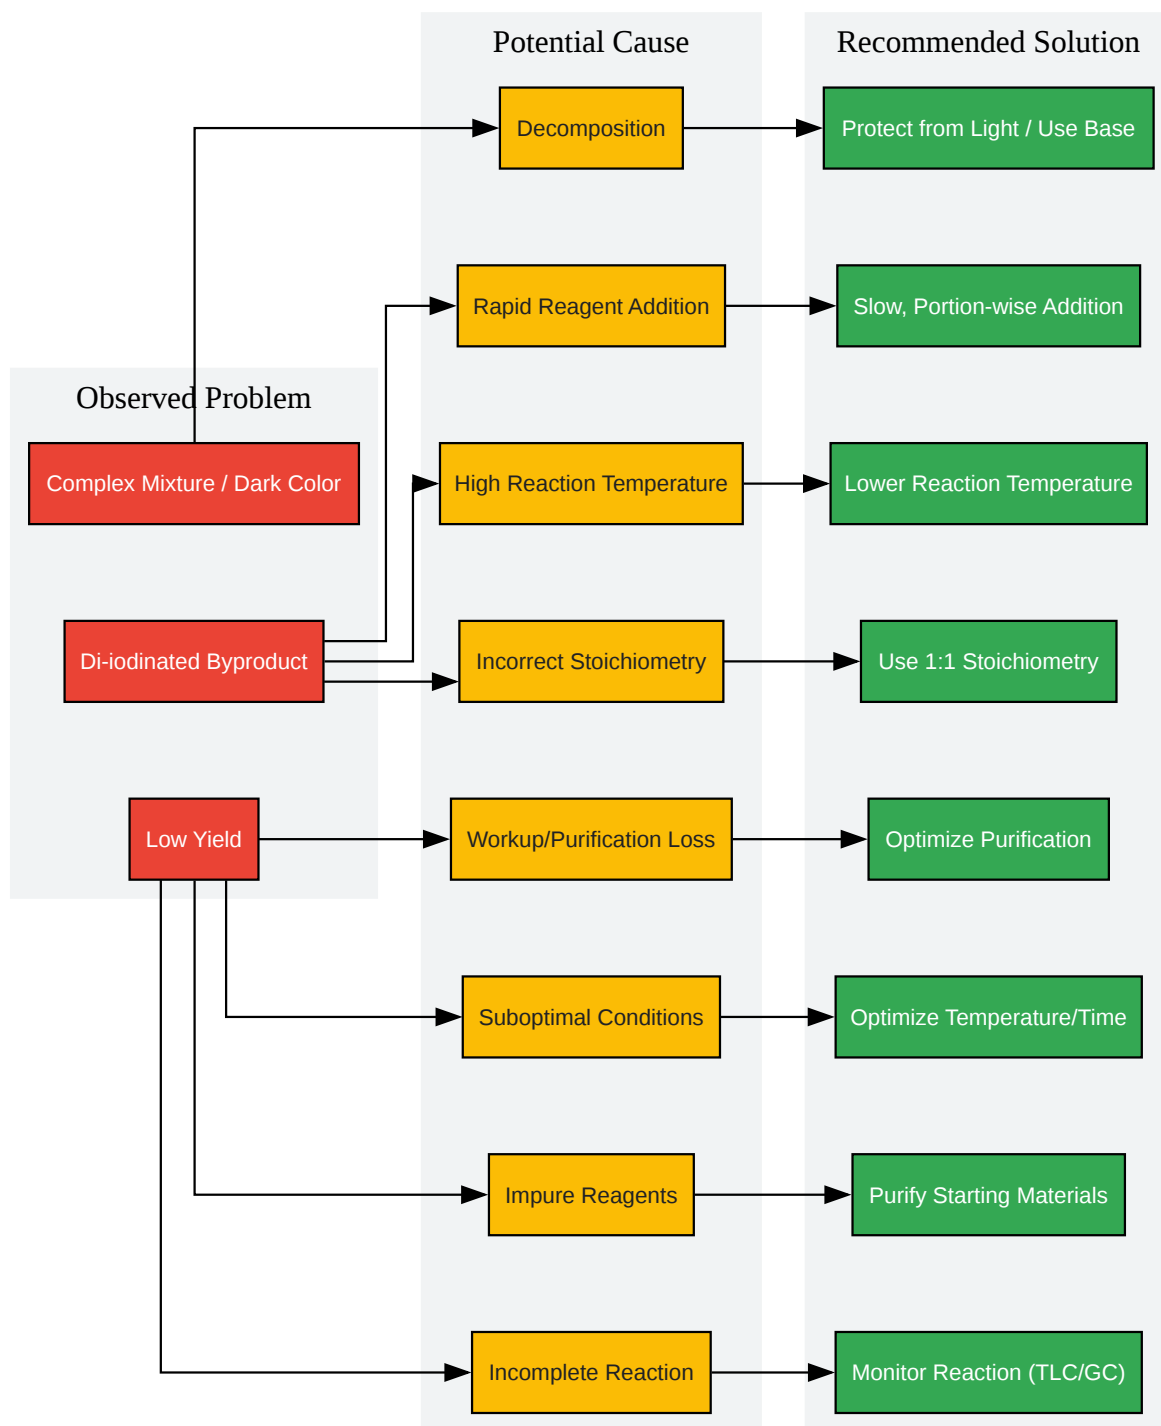 Potential Cause
Recommended Solution
Decomposition
Protect from Light / Use Base
Rapid Reagent Addition
Slow, Portion-wise Addition
Observed Problem
Complex Mixture / Dark Color
High Reaction Temperature
Lower Reaction Temperature
Di-iodinated Byproduct
Incorrect Stoichiometry
Use 1:1 Stoichiometry
Low Yield
Workup/Purification Loss
Optimize Purification
Suboptimal Conditions
Optimize Temperature/Time
Impure Reagents
Purify Starting Materials
Incomplete Reaction
Monitor Reaction (TLC/GC)